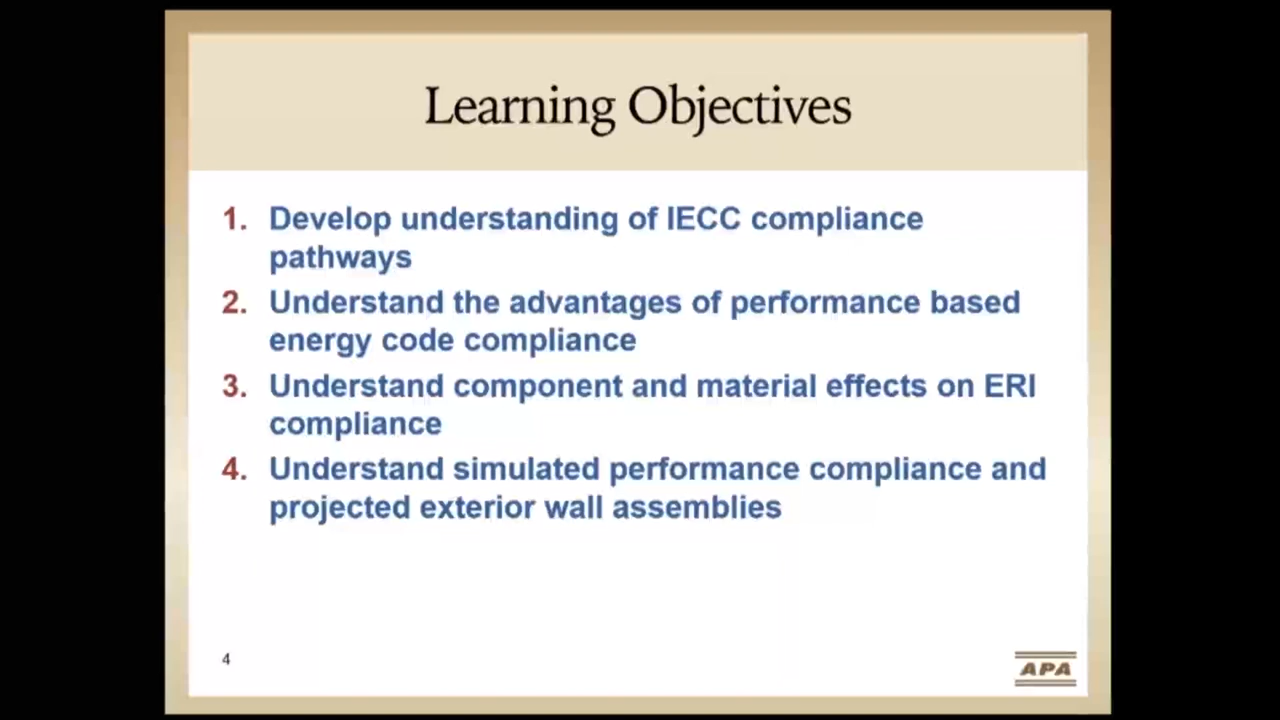 Learning Objectives
1. Develop understanding of IECC compliance
pathways
2. Understand the advantages of performance based
energy code compliance
3. Understand component and material effects on ERI
compliance
4. Understand simulated performance compliance and
projected exterior wall assemblies
4
APA